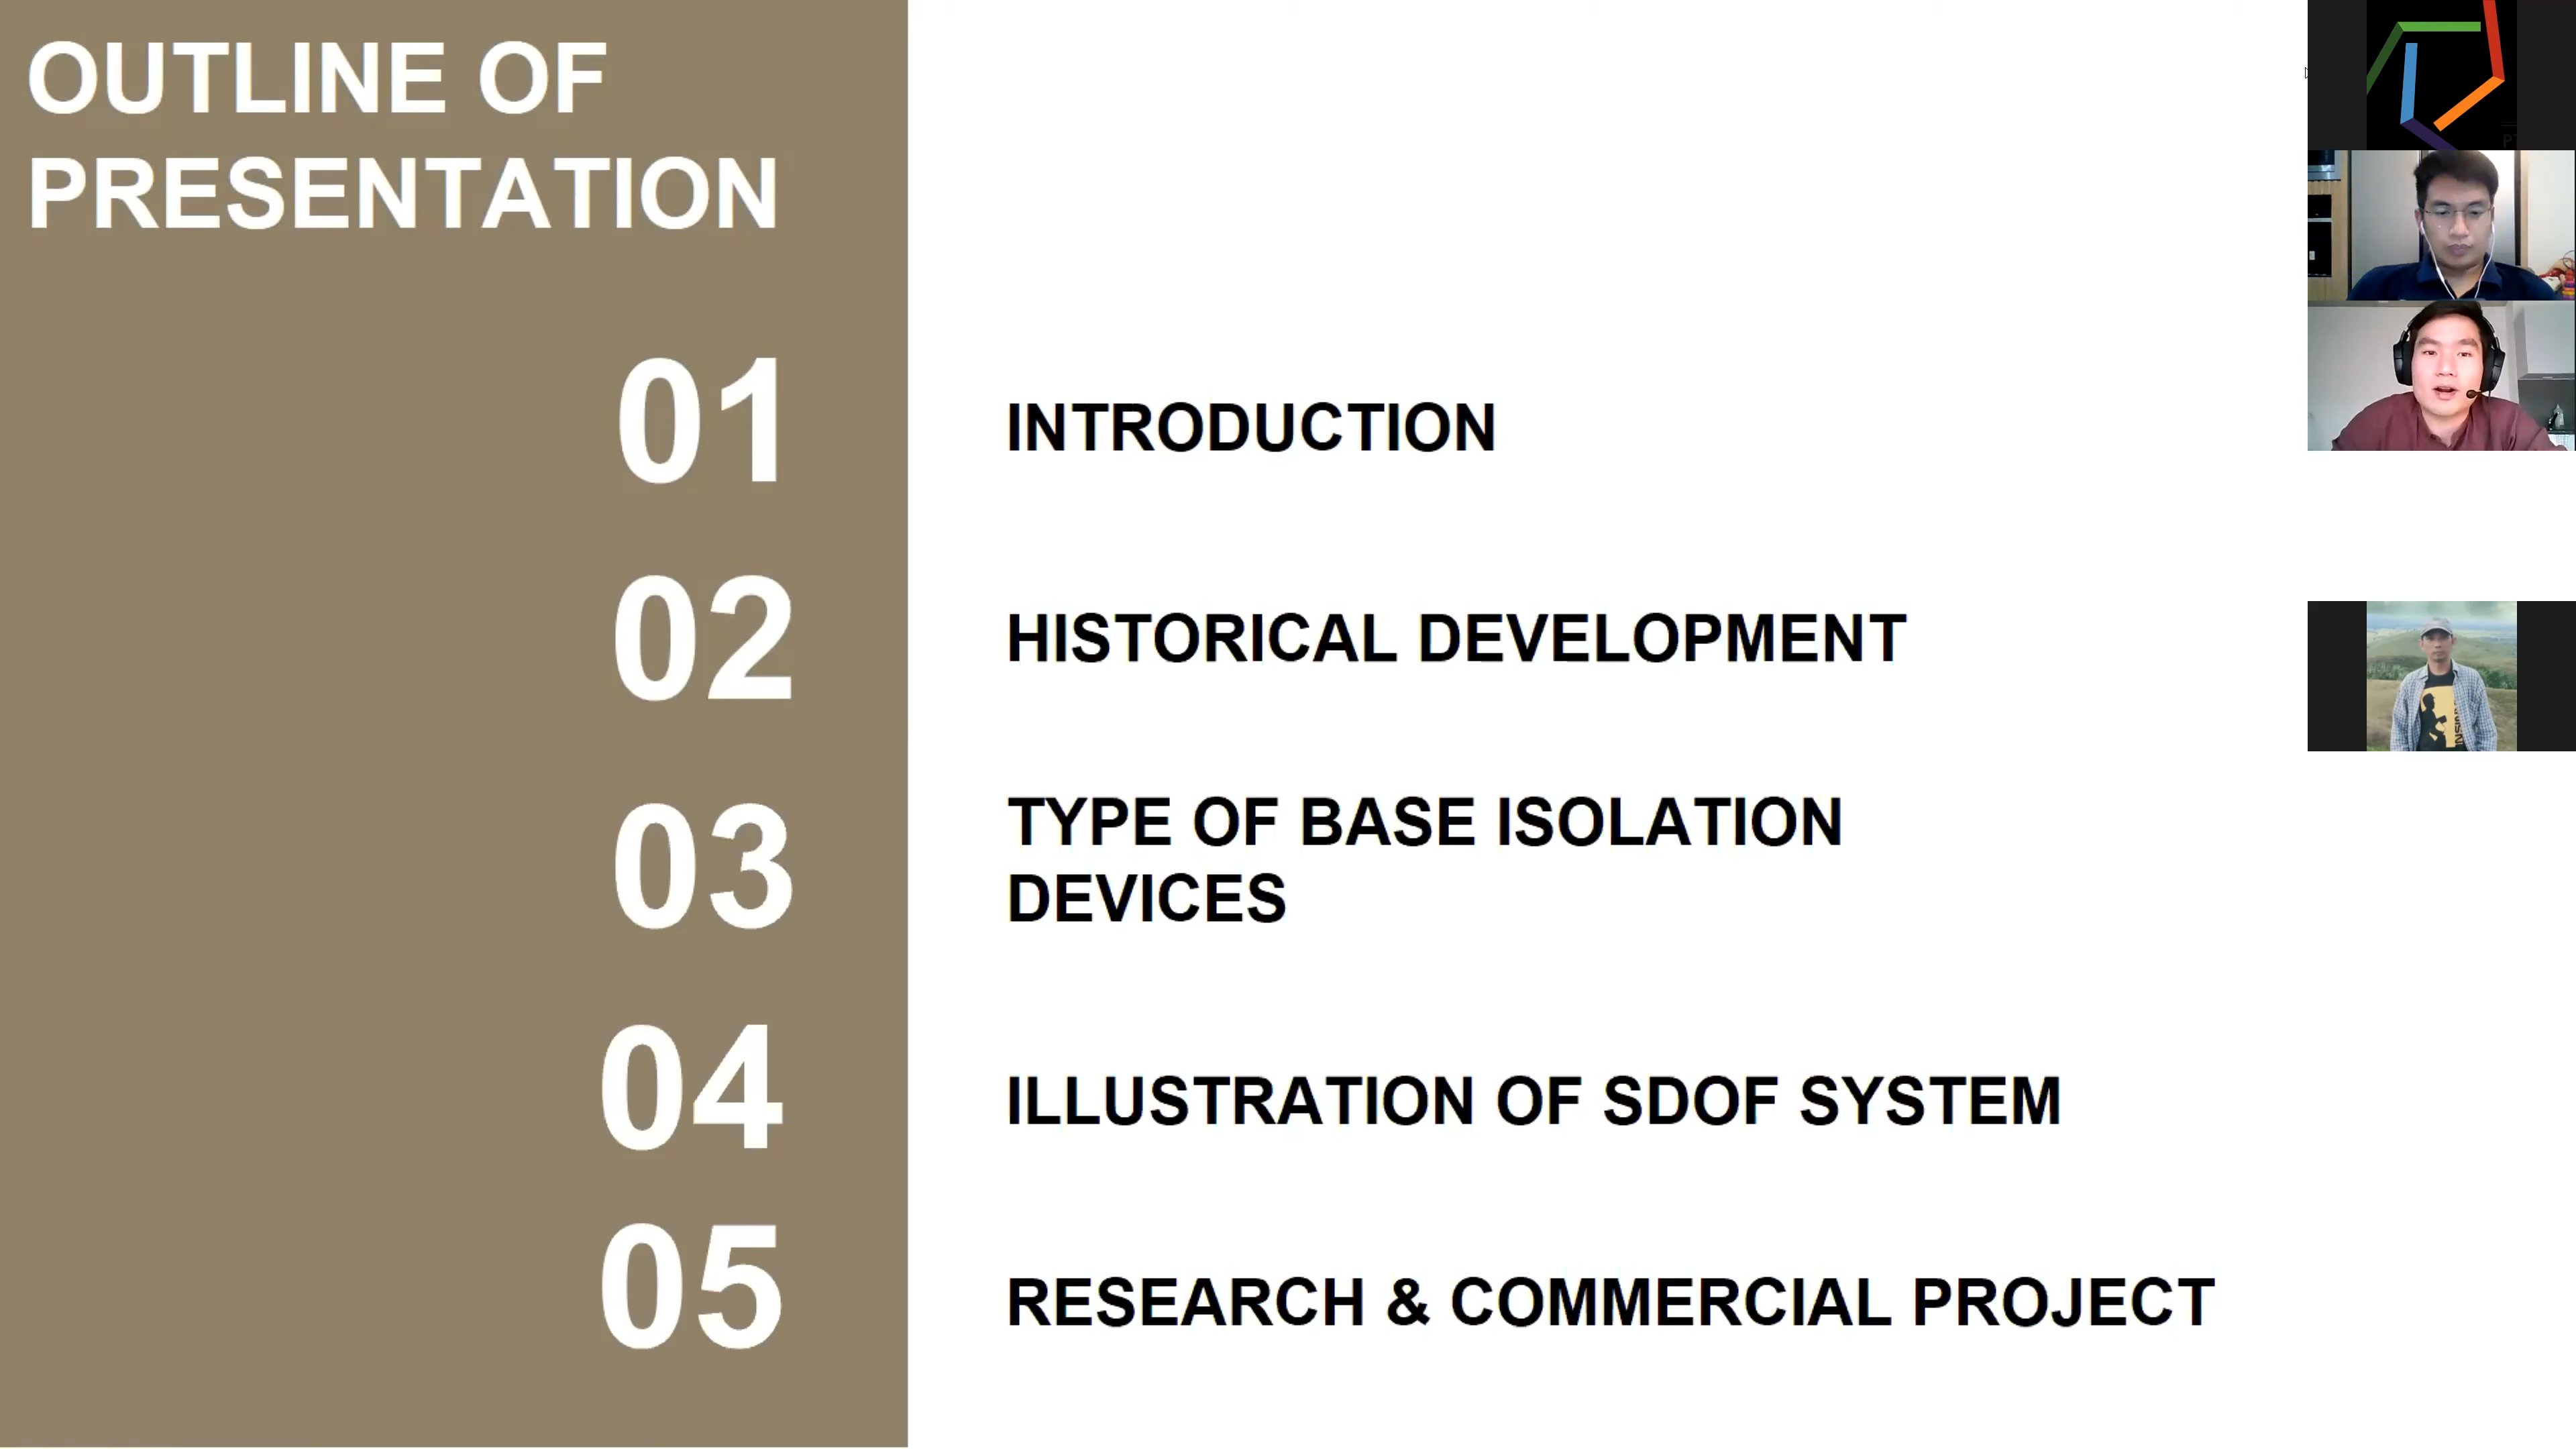 OUTLINE OF
PRESENTATION
01
INTRODUCTION
02
HISTORICAL DEVELOPMENT
03
TYPE OF BASE ISOLATION
DEVICES
04
ILLUSTRATION OF SDOF SYSTEM
05
RESEARCH & COMMERCIAL PROJECT